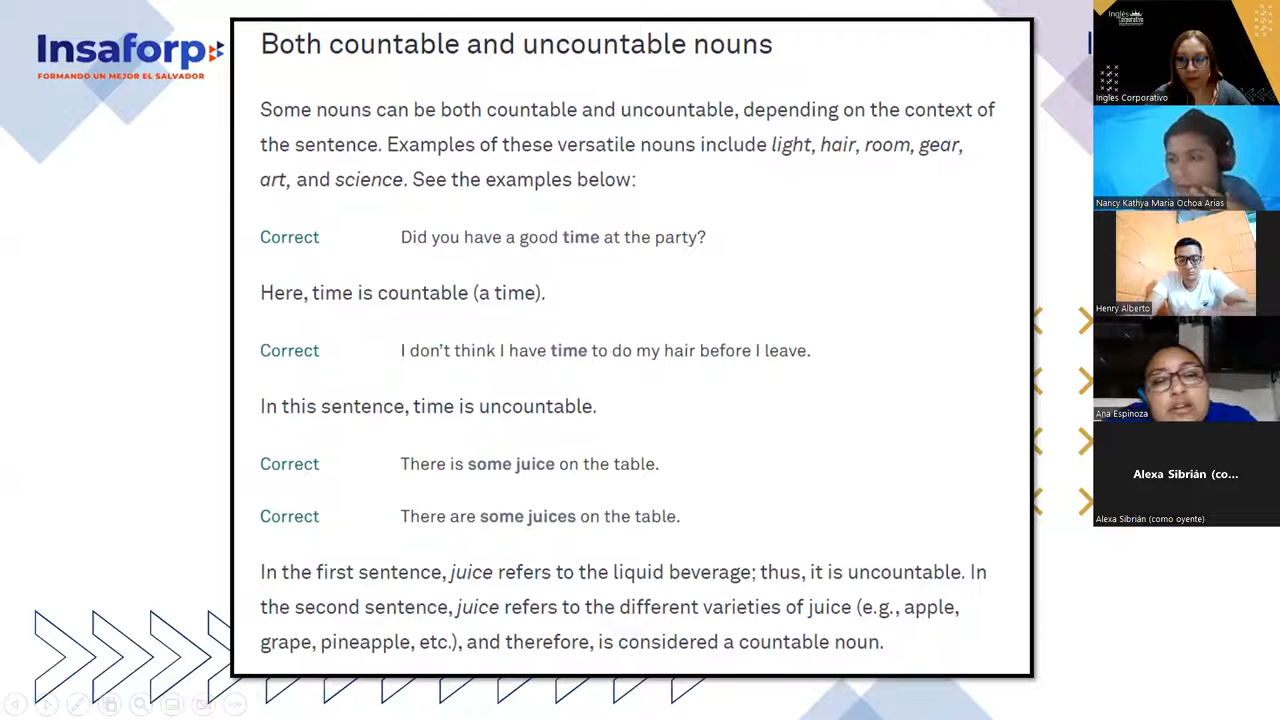 Insaforp
FORMANDO UN MEJOR EL SALVADOR
Both countable and uncountable nouns
Some nouns can be both countable and uncountable, depending on the context of
the sentence. Examples of these versatile nouns include light, hair, room, gear,
art, and science. See the examples below:
Correct Did you have a good time at the party?
Here, time is countable (a time).
Correct I don't think I have time to do my hair before I leave.
In this sentence, time is uncountable.
Correct There is some juice on the table.
Correct There are some juices on the table.
In the first sentence, juice refers to the liquid beverage; thus, it is uncountable. In
the second sentence, juice refers to the different varieties of juice (e.g., apple,
grape, pineapple, etc.), and therefore, is considered a countable noun.
Inglés
Corporativo
Ingles Corporativo
Nancy Kathya Maria Ochoa Arias
Henry Alberto
Ana Espinoza
Alexa Sibrián (co...
Alexa Sibrián (como oyente)